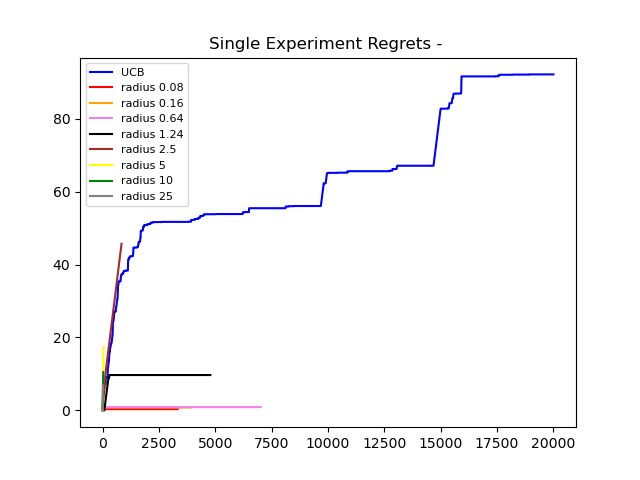 Single Experiment Regrets -
UCB
radius 0.08
radius 0.16
radius 0.64
radius 1.24
radius 2.5
radius 5
radius 10
radius 25
80
60
40
20
0
0 2500 5000 7500 10000 12500 15000 17500 20000